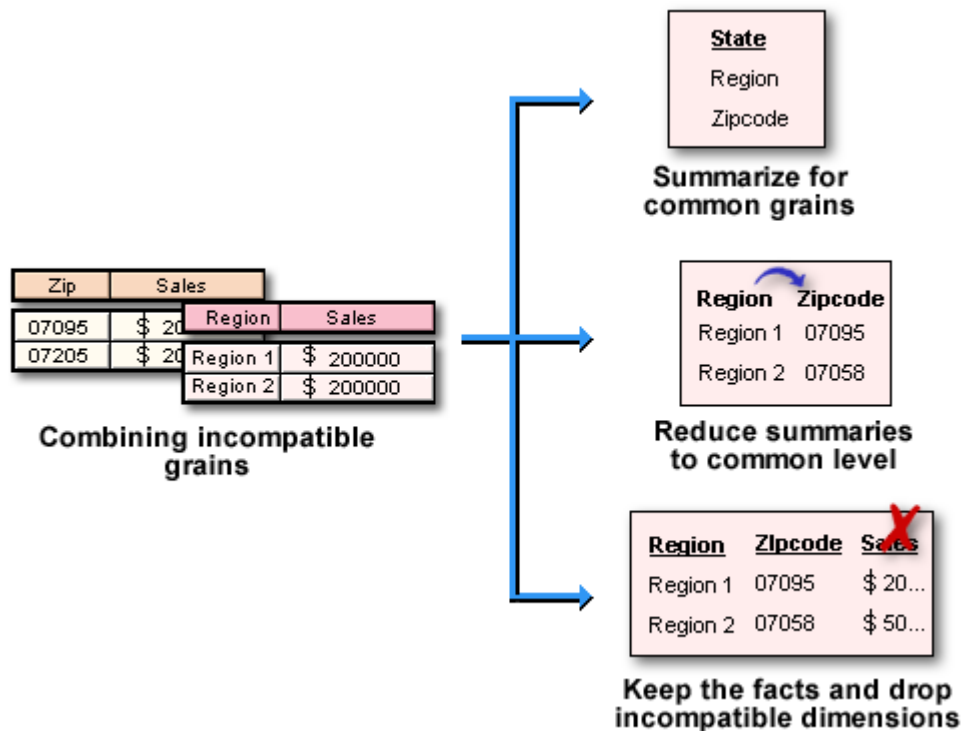 Zip Sales
07095 $ 20
07205 $ 20
Region Sales
Region 1 $ 200000
Region 2 $ 200000
Combining incompatible
grains
State
Region
Zipcode
Summarize for
common grains
Region Zipcode
Region 1 07095
Region 2 07058
Reduce summaries
to common level
Region ZIpcode Sales
Region 1 07095 $ 20...
Region 2 07058 $ 50...
Keep the facts and drop
incompatible dimensions